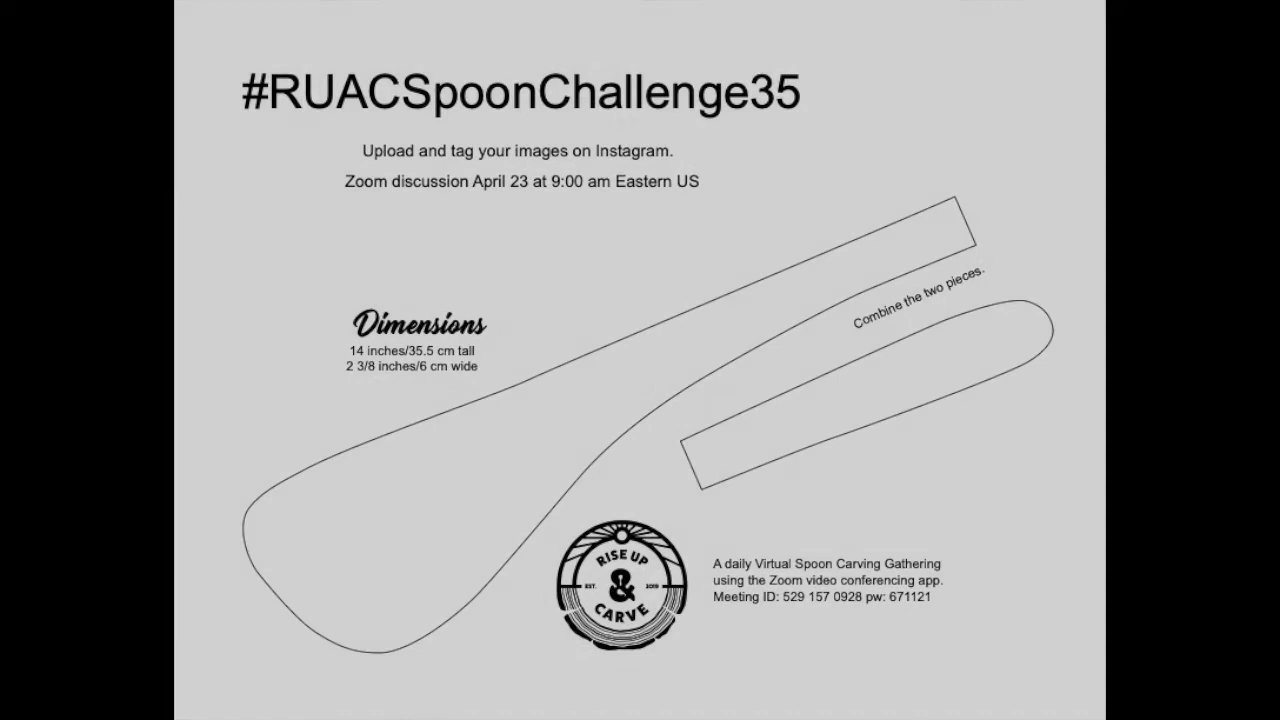 #RUACSpoonChallenge35
Upload and tag your images on Instagram.
Zoom discussion April 23 at 9:00 am Eastern US
Combine the two pieces.
Dimensions
14 inches/35.5 cm tall
2 3/8 inches/6 cm wide
RISE UP
EST. & 2019
CARVE
A daily Virtual Spoon Carving Gathering
using the Zoom video conferencing app.
Meeting ID: 529 157 0928 pw: 671121